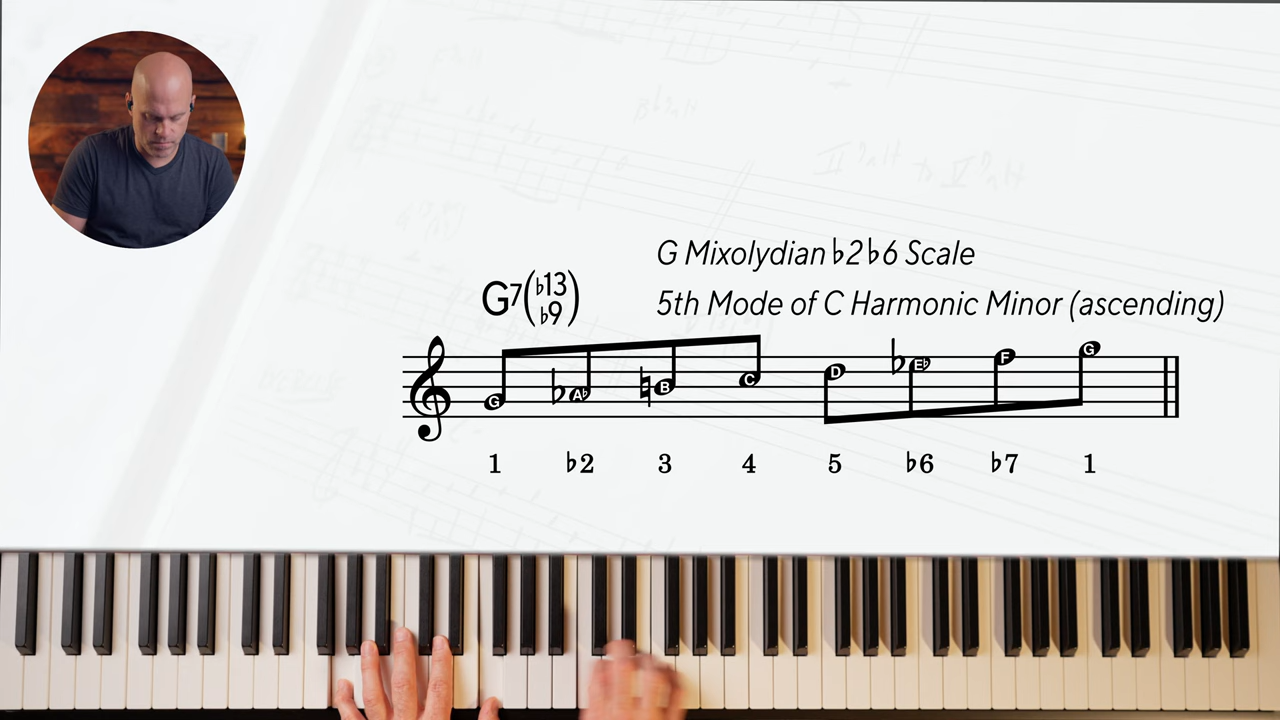 G Mixolydian ♭2♭6 Scale
G7(♭13 ♭9)
5th Mode of C Harmonic Minor (ascending)
G A♭ B C D E♭ F G
1 ♭2 3 4 5 ♭6 ♭7 1